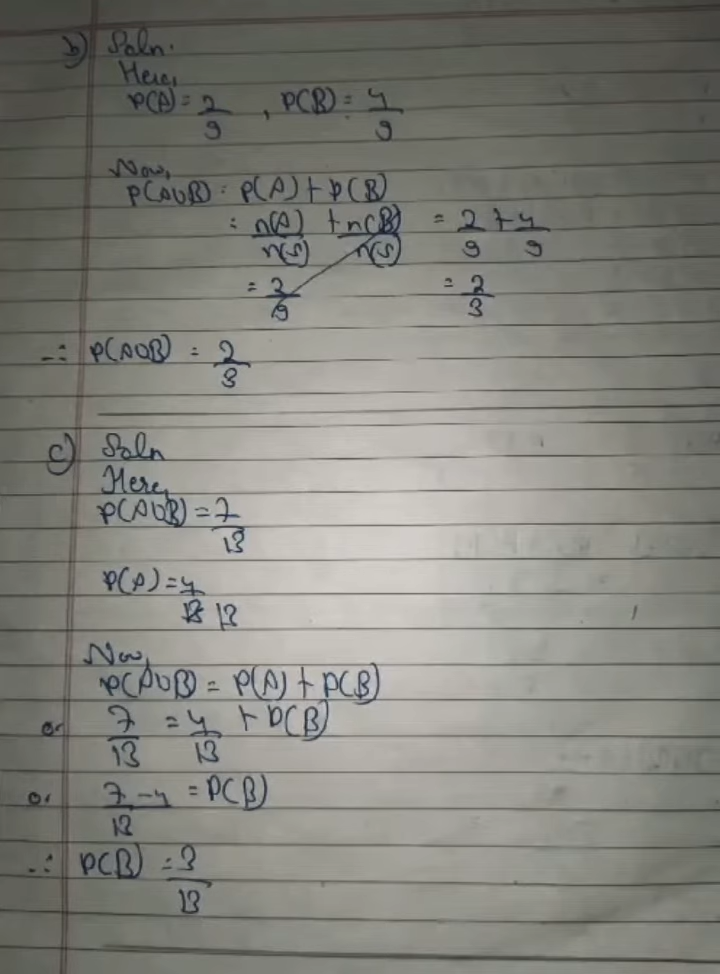 b) Soln.
Here,
P(A) = 2/9 , P(B) = 4/9
Now,
P(A∪B) = P(A) + P(B)
= n(A)/n(S) + n(B)/n(S) = 2/9 + 4/9
= 2/9 = 2/3
∴ P(A∪B) = 2/3
c) Soln
Here,
P(A∪B) = 7/13
P(A) = 4/13
Now,
P(A∪B) = P(A) + P(B)
or 7/13 = 4/13 + P(B)
or 7-4/13 = P(B)
∴ P(B) = 3/13